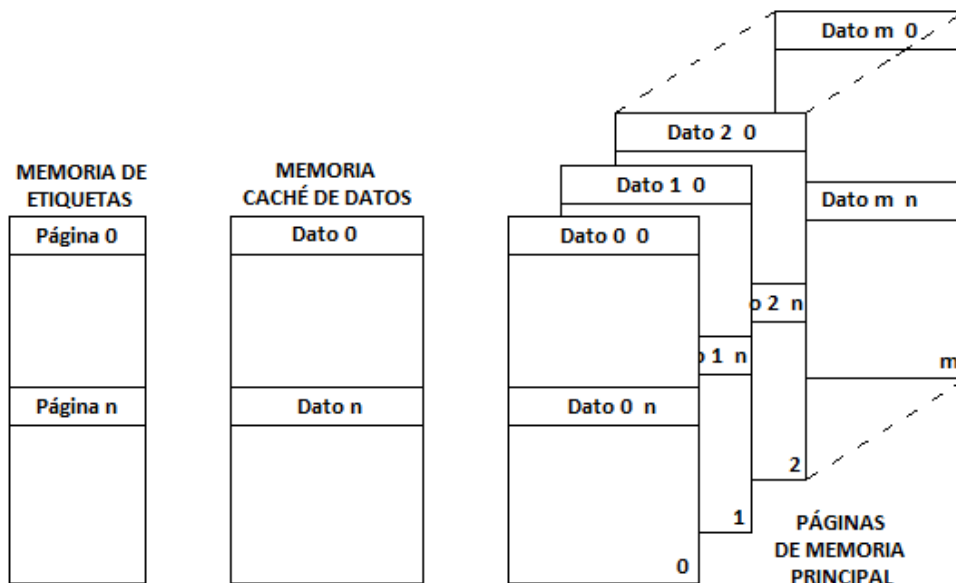 Dato m 0
Dato 2 0
MEMORIA DE
ETIQUETAS
MEMORIA
CACHÉ DE DATOS
Dato 1 0
Dato m n
Página 0
Dato 0
Dato 0 0
o 2 n
o 1 n
m
Página n
Dato n
Dato 0 n
2
1
0
PÁGINAS
DE MEMORIA
PRINCIPAL